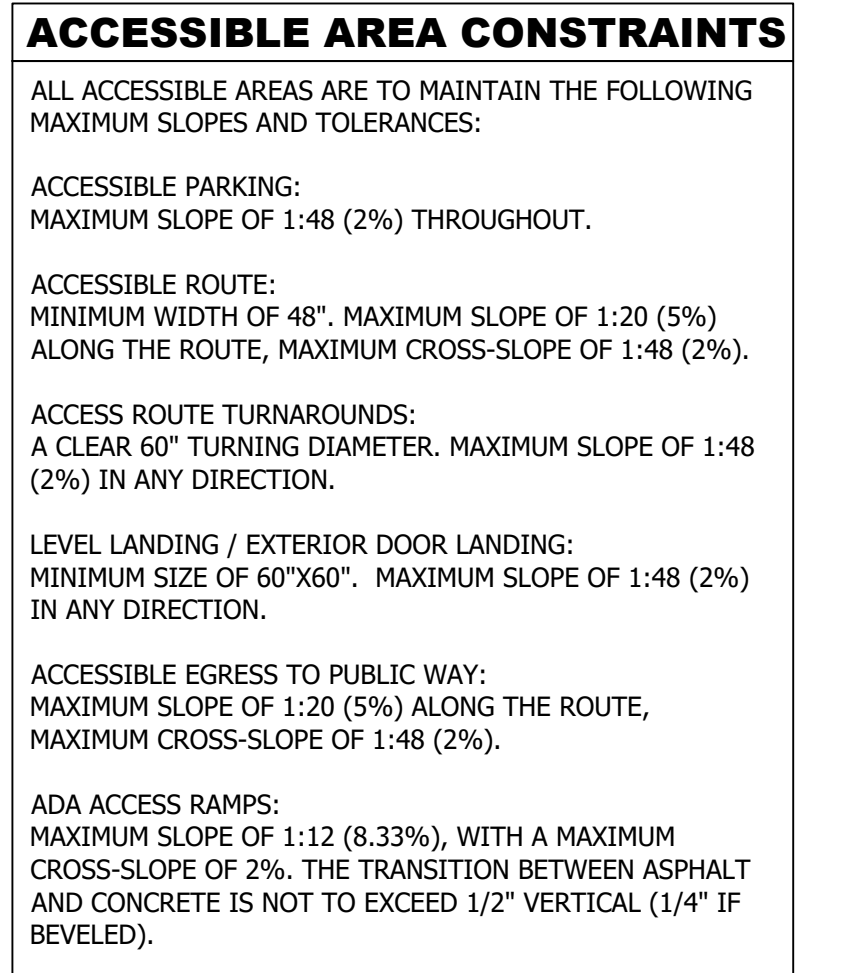 ACCESSIBLE AREA CONSTRAINTS
ALL ACCESSIBLE AREAS ARE TO MAINTAIN THE FOLLOWING
MAXIMUM SLOPES AND TOLERANCES:
ACCESSIBLE PARKING:
MAXIMUM SLOPE OF 1:48 (2%) THROUGHOUT.
ACCESSIBLE ROUTE:
MINIMUM WIDTH OF 48". MAXIMUM SLOPE OF 1:20 (5%)
ALONG THE ROUTE, MAXIMUM CROSS-SLOPE OF 1:48 (2%).
ACCESS ROUTE TURNAROUNDS:
A CLEAR 60" TURNING DIAMETER. MAXIMUM SLOPE OF 1:48
(2%) IN ANY DIRECTION.
LEVEL LANDING / EXTERIOR DOOR LANDING:
MINIMUM SIZE OF 60"X60".  MAXIMUM SLOPE OF 1:48 (2%)
IN ANY DIRECTION.
ACCESSIBLE EGRESS TO PUBLIC WAY:
MAXIMUM SLOPE OF 1:20 (5%) ALONG THE ROUTE,
MAXIMUM CROSS-SLOPE OF 1:48 (2%).
ADA ACCESS RAMPS:
MAXIMUM SLOPE OF 1:12 (8.33%), WITH A MAXIMUM
CROSS-SLOPE OF 2%. THE TRANSITION BETWEEN ASPHALT
AND CONCRETE IS NOT TO EXCEED 1/2" VERTICAL (1/4" IF
BEVELED).